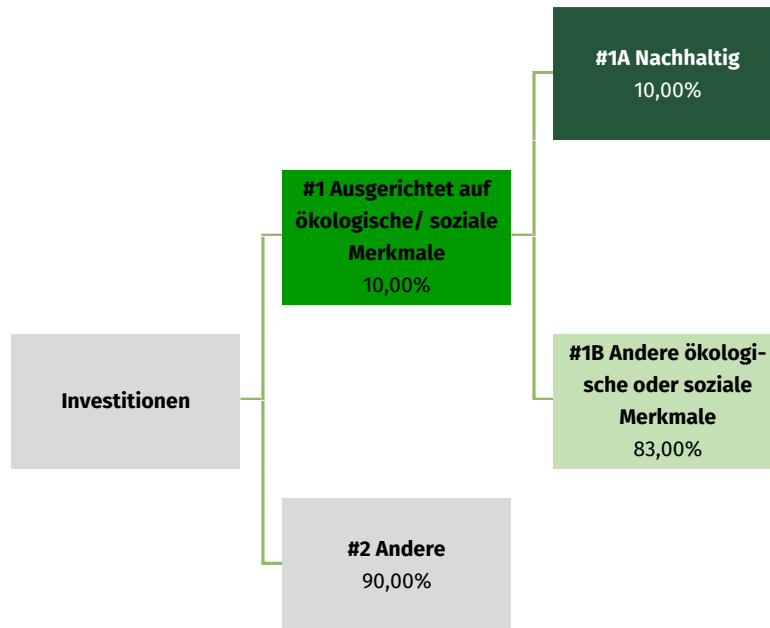 Investitionen
#1 Ausgerichtet auf
ökologische/ soziale
Merkmale
10,00%
#2 Andere
90,00%
#1A Nachhaltig
10,00%
#1B Andere ökologi-
sche oder soziale
Merkmale
83,00%